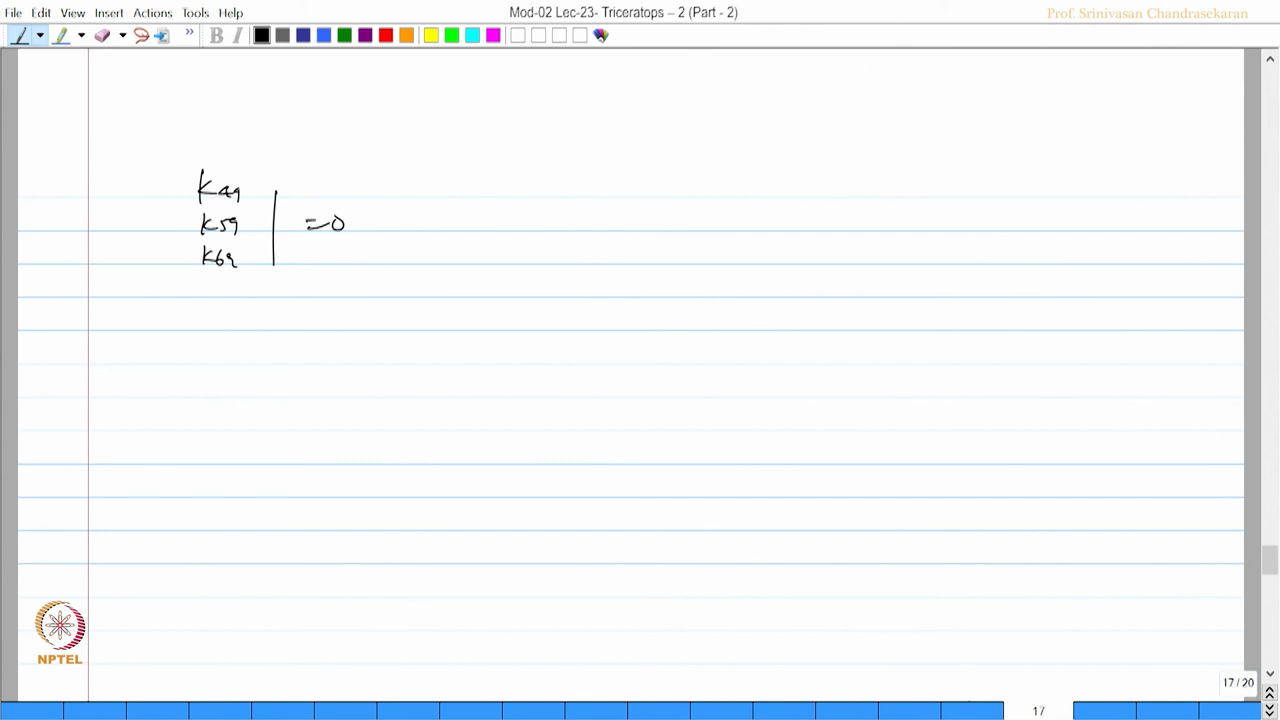 File Edit View Insert Actions Tools Help
Mod-02 Lec-23- Triceratops – 2 (Part - 2)
Prof. Srinivasan Chandrasekaran
B I
K49
K59 =0
K69
NPTEL
17 / 20
17